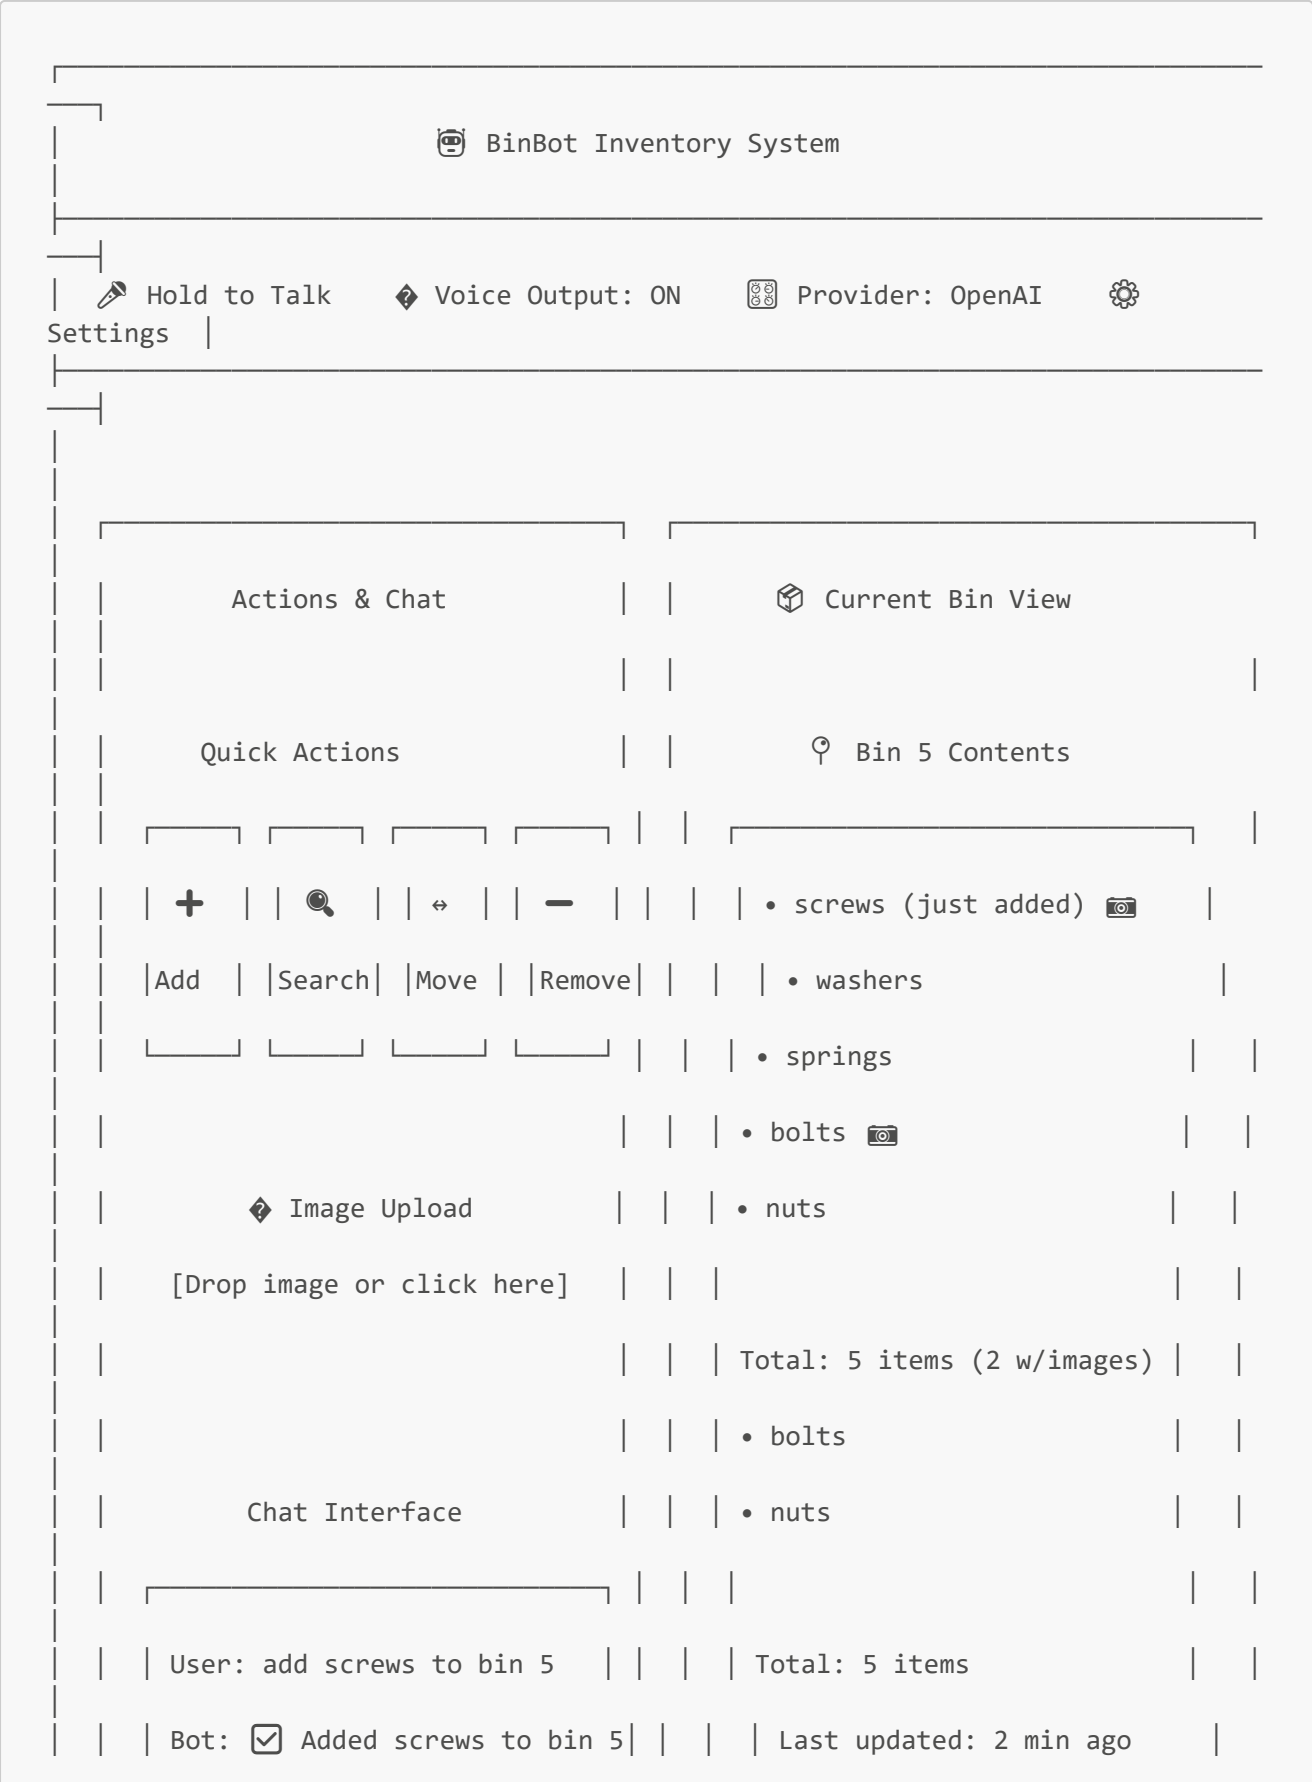 🤖 BinBot Inventory System
🎤 Hold to Talk � Voice Output: ON 🎛 Provider: OpenAI ⚙
Settings
Actions & Chat 📦 Current Bin View
Quick Actions 📍 Bin 5 Contents
➕ 🔍 ↔ ➖ • screws (just added) 📷
Add Search Move Remove • washers
• springs
• bolts 📷
� Image Upload • nuts
[Drop image or click here]
Total: 5 items (2 w/images)
• bolts
Chat Interface • nuts
User: add screws to bin 5 Total: 5 items
Bot: ☑ Added screws to bin 5 Last updated: 2 min ago